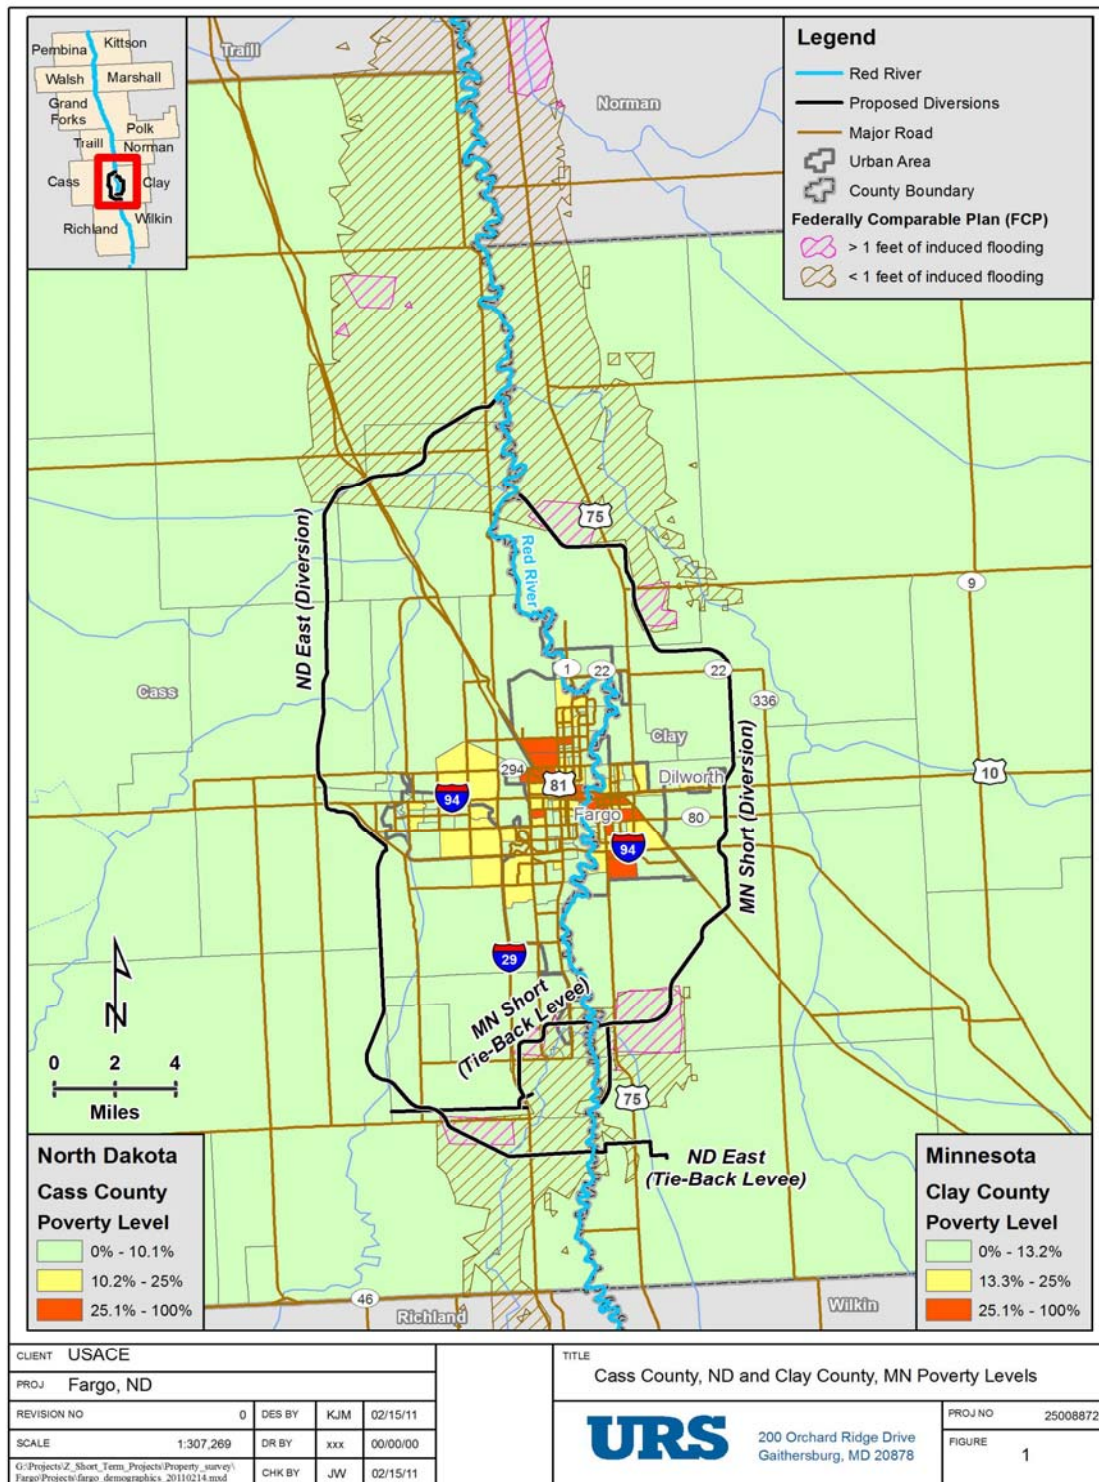 Pembina
Kittson
Walsh
Marshall
Grand
Forks
Polk
Traill
Norman
Cass
Clay
Wilkin
Richland
Traill
Norman
Legend
Red River
Proposed Diversions
Major Road
Urban Area
County Boundary
Federally Comparable Plan (FCP)
> 1 feet of induced flooding
< 1 feet of induced flooding
75
Red River
ND East (Diversion)
9
1
22
22
336
Cass
Clay
294
81
Dilworth
10
94
Fargo
80
94
MN Short (Diversion)
29
N
MN Short
(Tie-Back Levee)
0 2 4
Miles
75
ND East
(Tie-Back Levee)
North Dakota
Cass County
Poverty Level
0% - 10.1%
10.2% - 25%
25.1% - 100%
46
Richland
Wilkin
Minnesota
Clay County
Poverty Level
0% - 13.2%
13.3% - 25%
25.1% - 100%
CLIENT USACE
PROJ Fargo, ND
REVISION NO 0 DES BY KJM 02/15/11
SCALE 1:307,269 DR BY xxx 00/00/00
G:\Projects\Z_Short_Term_Projects\Property_survey\
Fargo\Projects\fargo_demographics_20110214.mxd
CHK BY JW 02/15/11
TITLE
Cass County, ND and Clay County, MN Poverty Levels
URS
200 Orchard Ridge Drive
Gaithersburg, MD 20878
PROJ NO 25008872
FIGURE
1